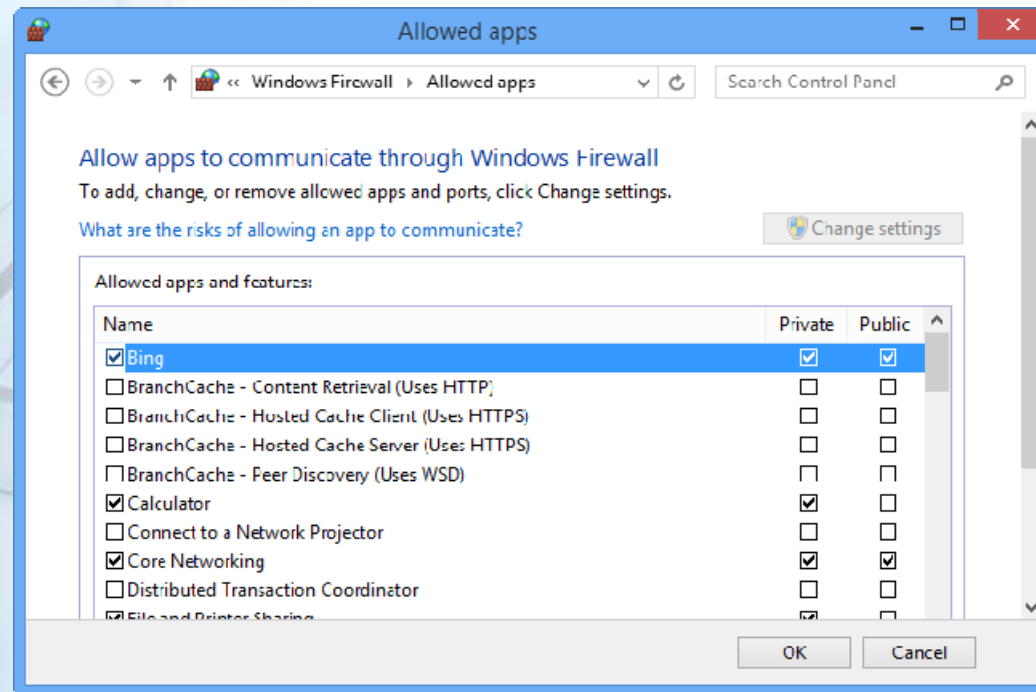 Allowed apps
« Windows Firewall ▸ Allowed apps
Search Control Panel
Allow apps to communicate through Windows Firewall
To add, change, or remove allowed apps and ports, click Change settings.
What are the risks of allowing an app to communicate?
Change settings
Allowed apps and features:
Name Private Public
Bing
BranchCache - Content Retrieval (Uses HTTP)
BranchCache - Hosted Cache Client (Uses HTTPS)
BranchCache - Hosted Cache Server (Uses HTTPS)
BranchCache - Peer Discovery (Uses WSD)
Calculator
Connect to a Network Projector
Core Networking
Distributed Transaction Coordinator
File and Printer Sharing
OK Cancel